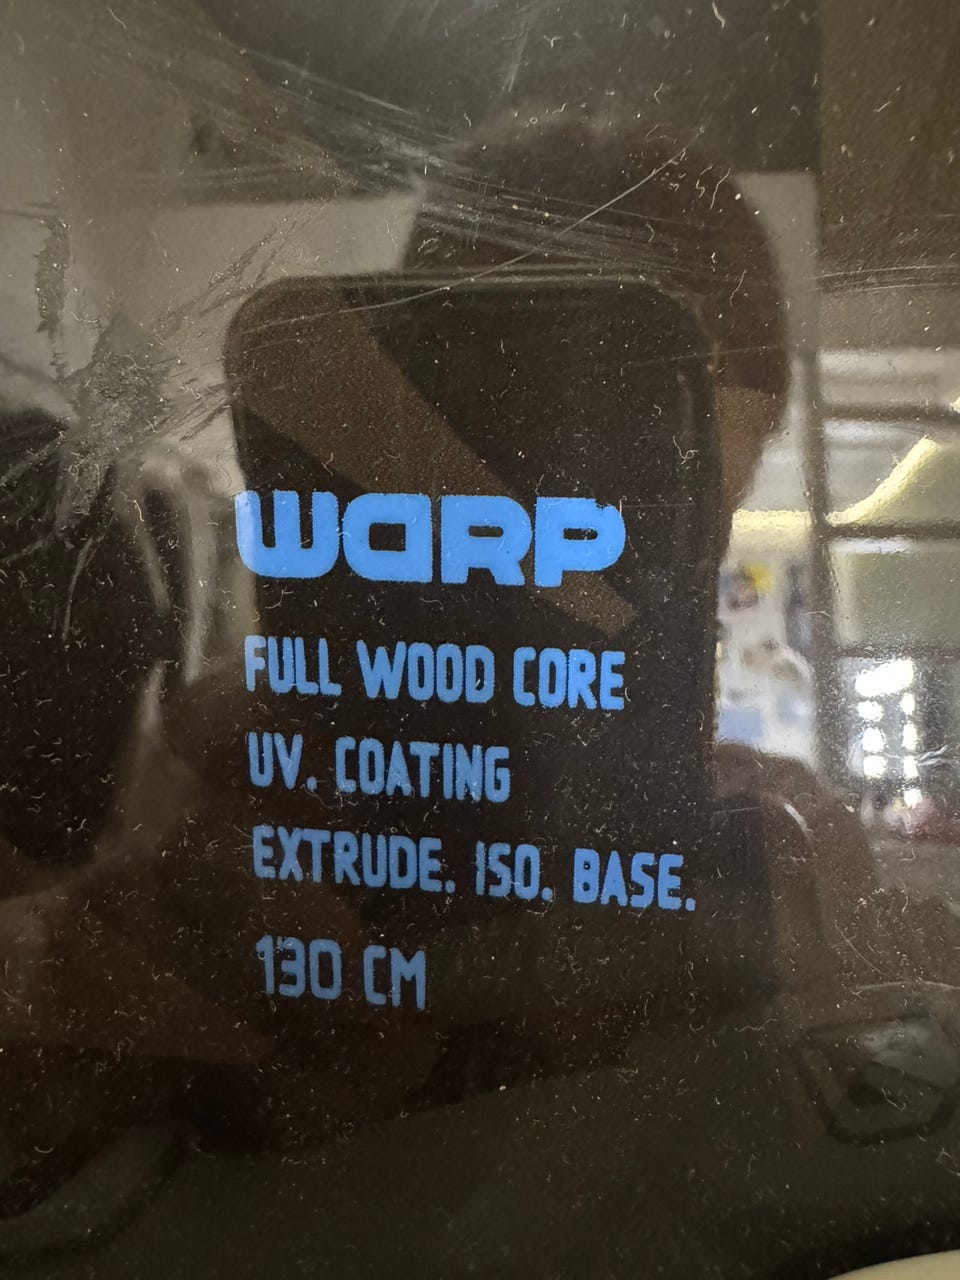 WARP
FULL WOOD CORE
UV. COATING
EXTRUDE. ISO. BASE.
130 CM